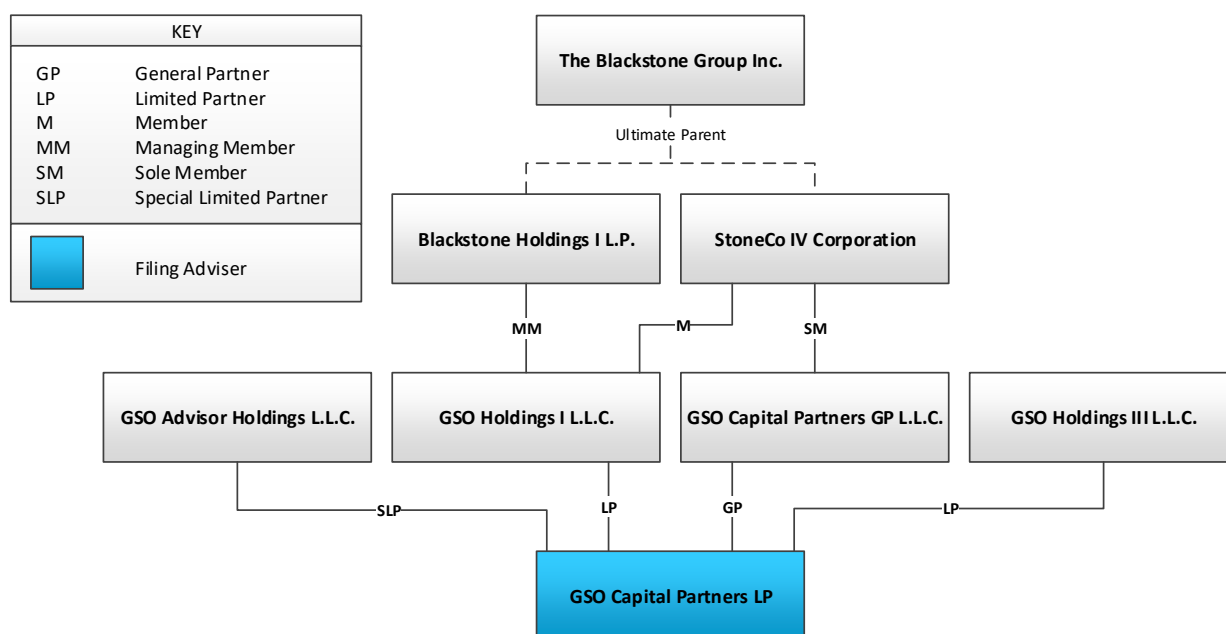 KEY
GP General Partner
LP Limited Partner
M Member
MM Managing Member
SM Sole Member
SLP Special Limited Partner
Filing Adviser
The Blackstone Group Inc.
Ultimate Parent
Blackstone Holdings I L.P.
StoneCo IV Corporation
MM
M
SM
GSO Advisor Holdings L.L.C.
GSO Holdings I L.L.C.
GSO Capital Partners GP L.L.C.
GSO Holdings III L.L.C.
SLP
LP
GP
LP
GSO Capital Partners LP